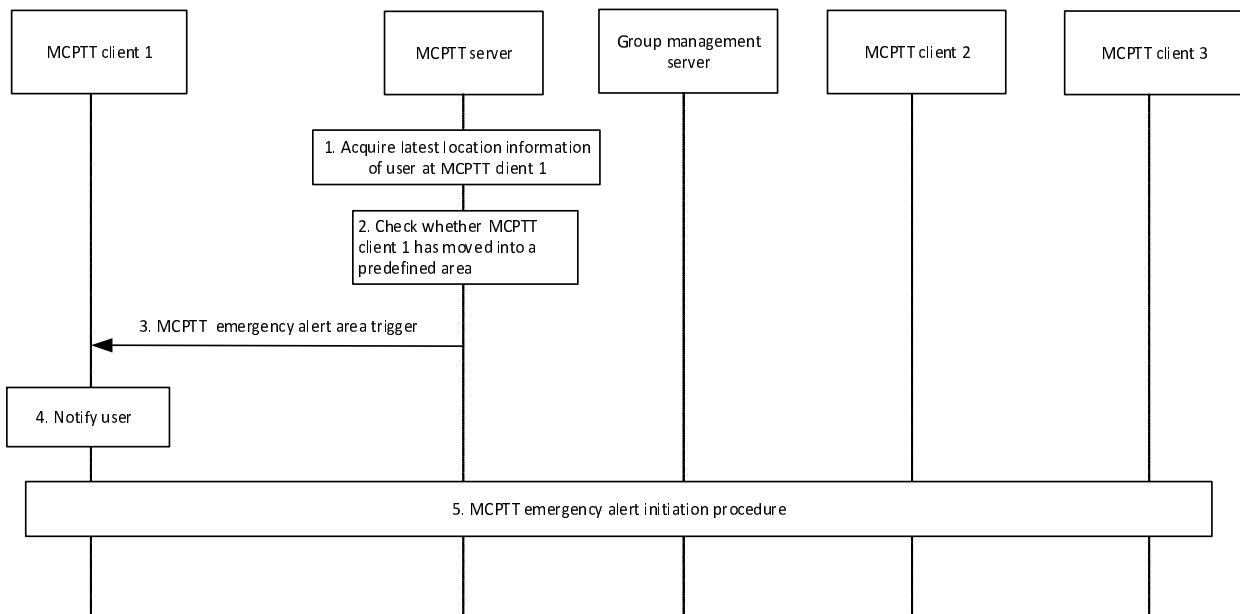 MCPTT client 1
MCPTT server
Group management
server
MCPTT client 2
MCPTT client 3
1. Acquire latest location information
of user at MCPTT client 1
2. Check whether MCPTT
client 1 has moved into a
predefined area
3. MCPTT emergency alert area trigger
4. Notify user
5. MCPTT emergency alert initiation procedure